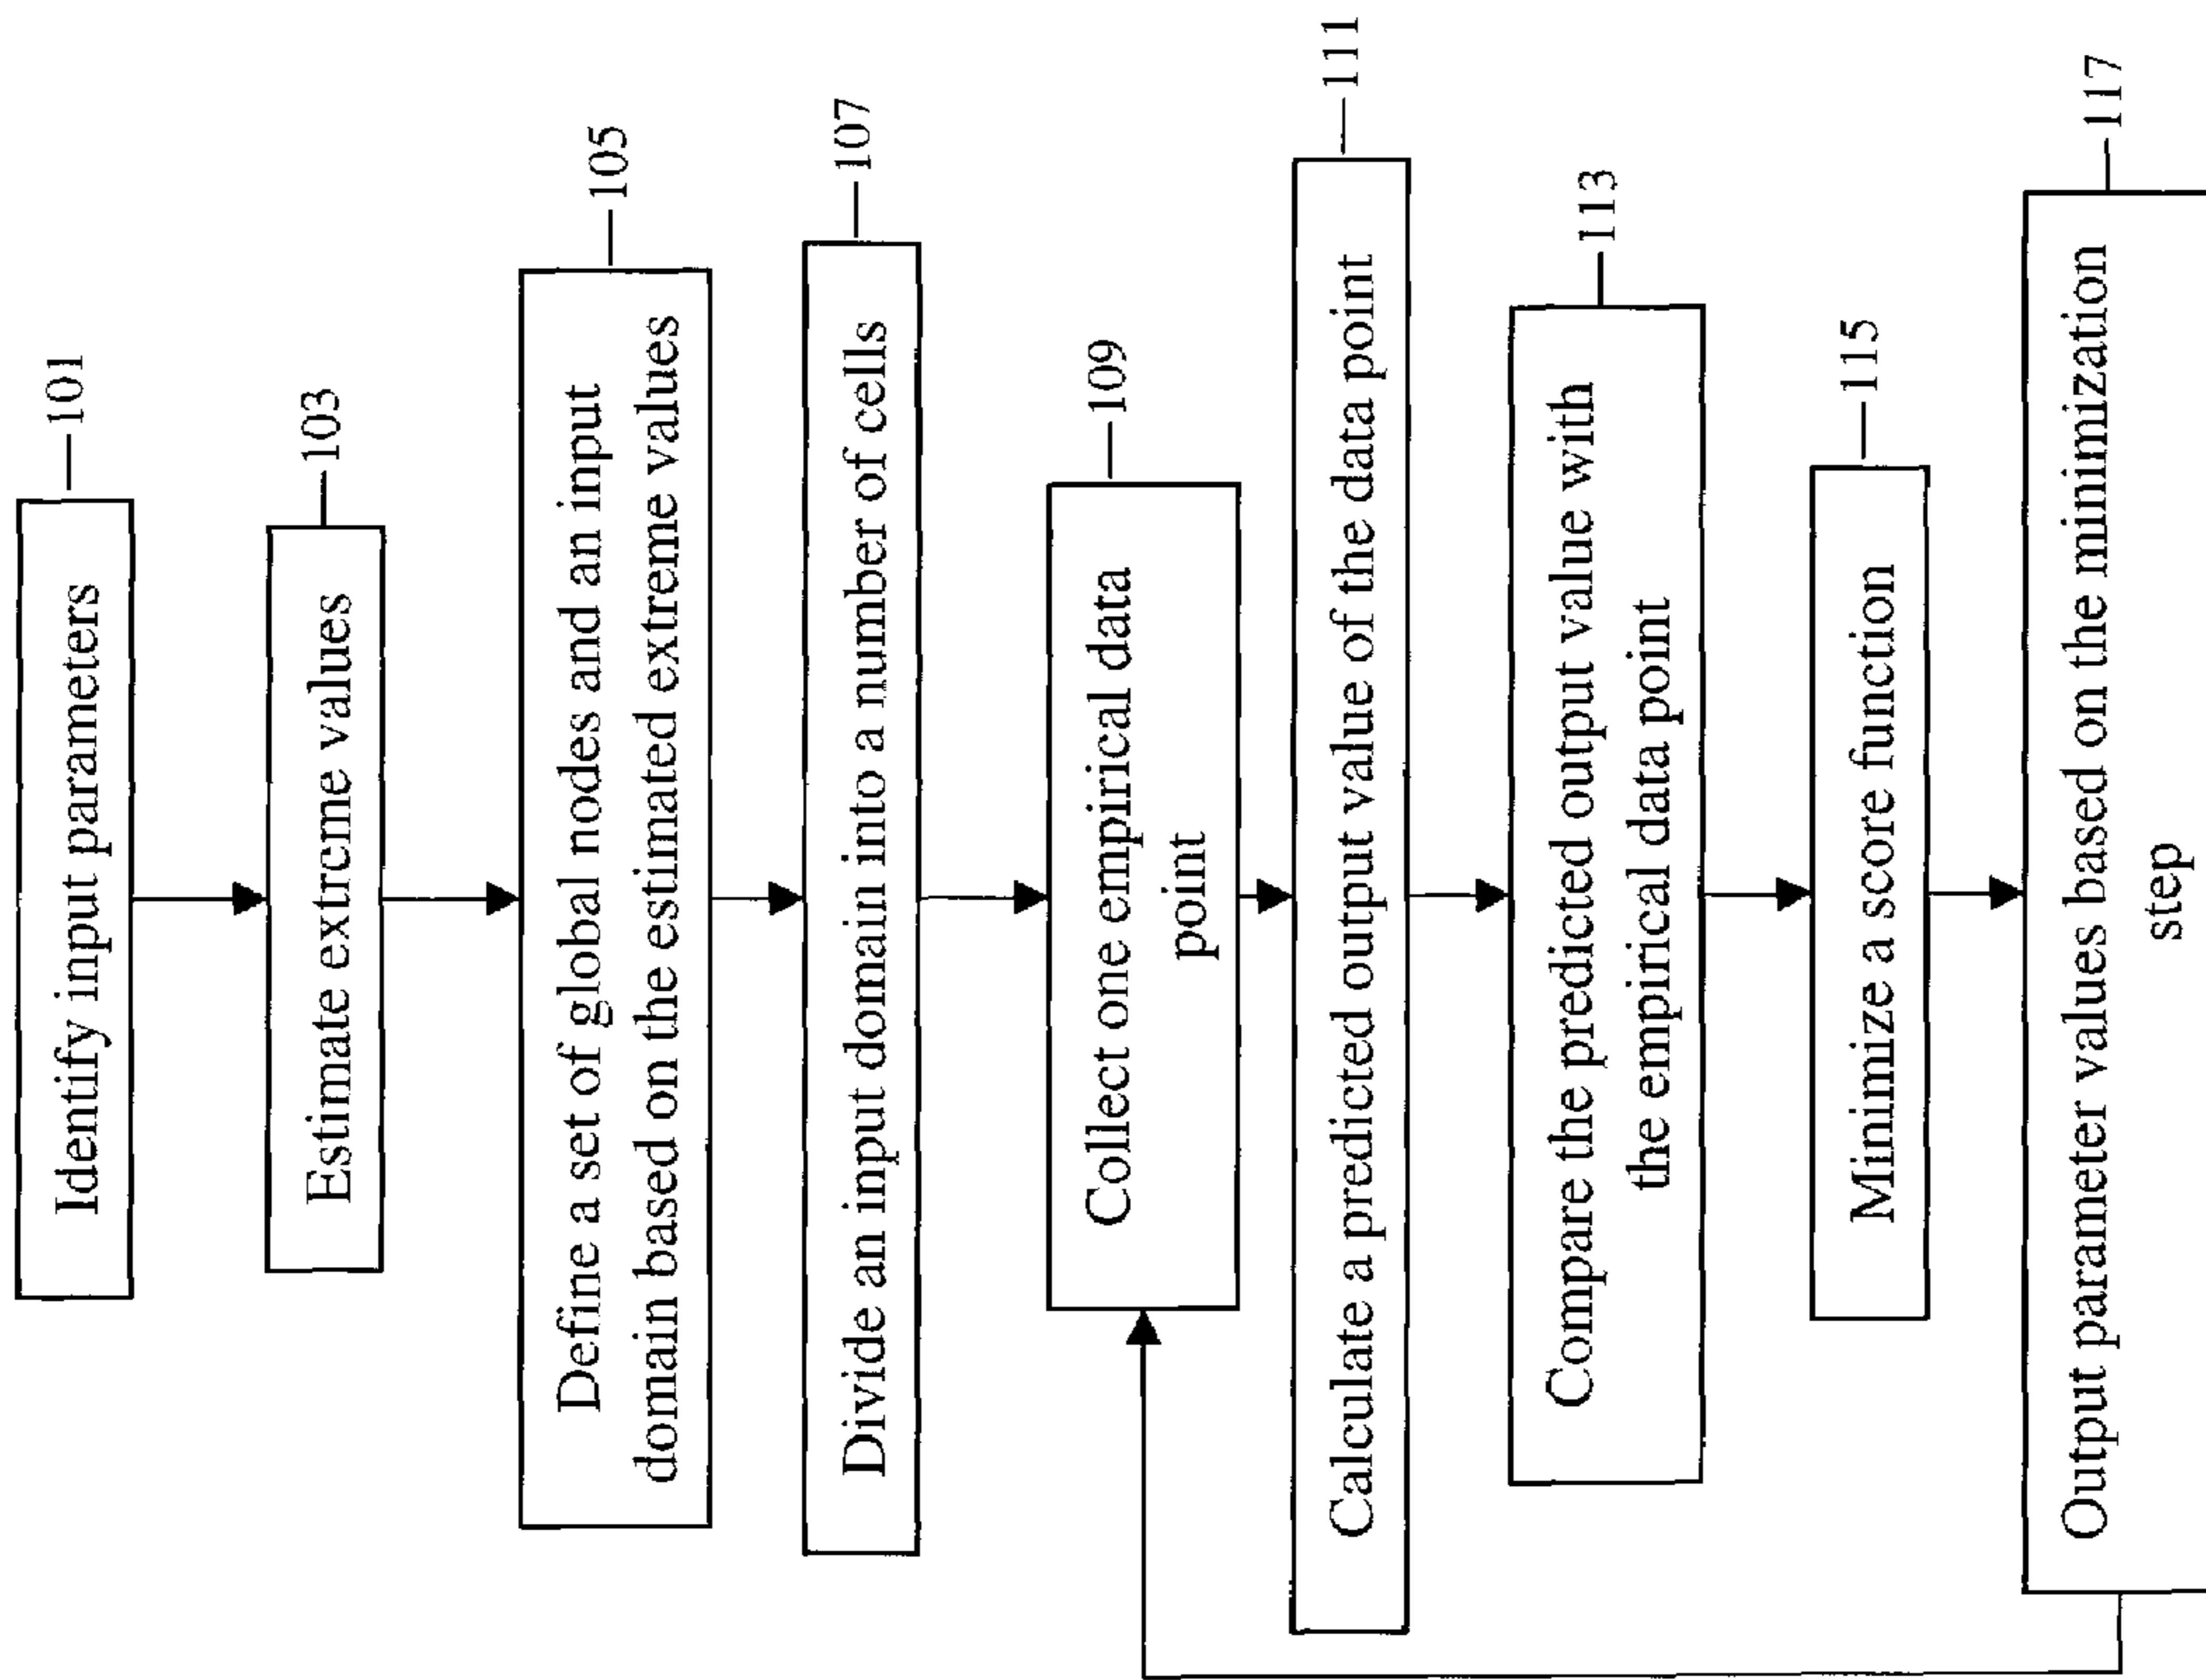 Identify input parameters
101
Estimate extreme values
103
Define a set of global nodes and an input
domain based on the estimated extreme values
105
Divide an input domain into a number of cells
107
Collect one empirical data
point
109
Calculate a predicted output value of the data point
111
Compare the predicted output value with
the empirical data point
113
Minimize a score function
115
Output parameter values based on the minimization
step
117